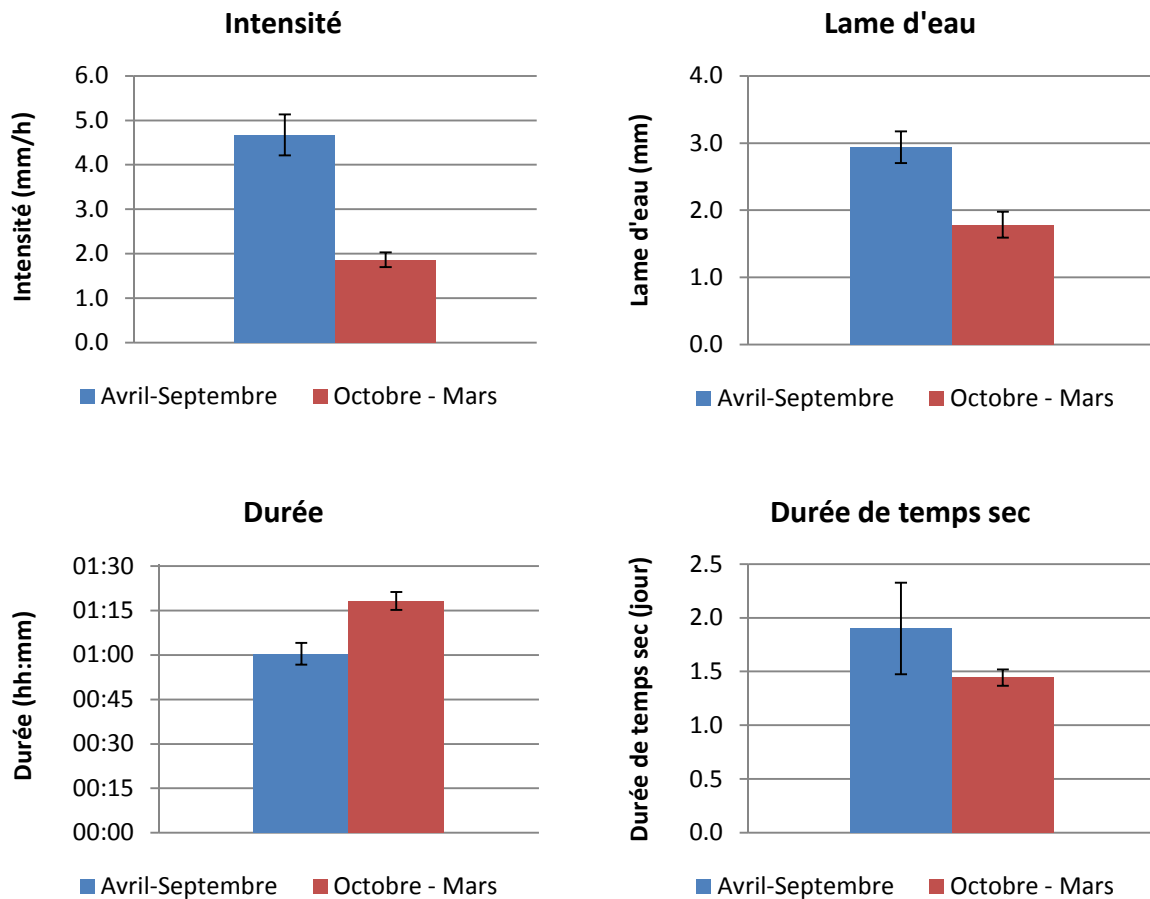 Intensité
Intensité (mm/h)
6.0
5.0
4.0
3.0
2.0
1.0
0.0
Avril-Septembre Octobre - Mars
Lame d'eau
Lame d'eau (mm)
4.0
3.0
2.0
1.0
0.0
Avril-Septembre Octobre - Mars
Durée
Durée (hh:mm)
01:30
01:15
01:00
00:45
00:30
00:15
00:00
Avril-Septembre Octobre - Mars
Durée de temps sec
Durée de temps sec (jour)
2.5
2.0
1.5
1.0
0.5
0.0
Avril-Septembre Octobre - Mars